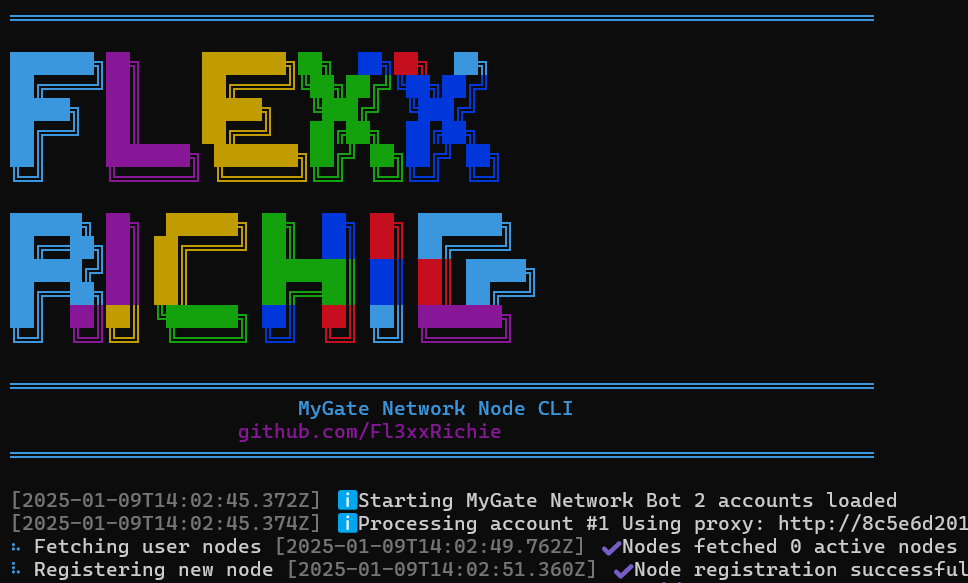 FLEXX
RICHIE
MyGate Network Node CLI
github.com/Fl3xxRichie
[2025-01-09T14:02:45.372Z] ℹStarting MyGate Network Bot 2 accounts loaded
[2025-01-09T14:02:45.374Z] ℹProcessing account #1 Using proxy: http://8c5e6d201
Fetching user nodes [2025-01-09T14:02:49.762Z] ✔Nodes fetched 0 active nodes
Registering new node [2025-01-09T14:02:51.360Z] ✔Node registration successful